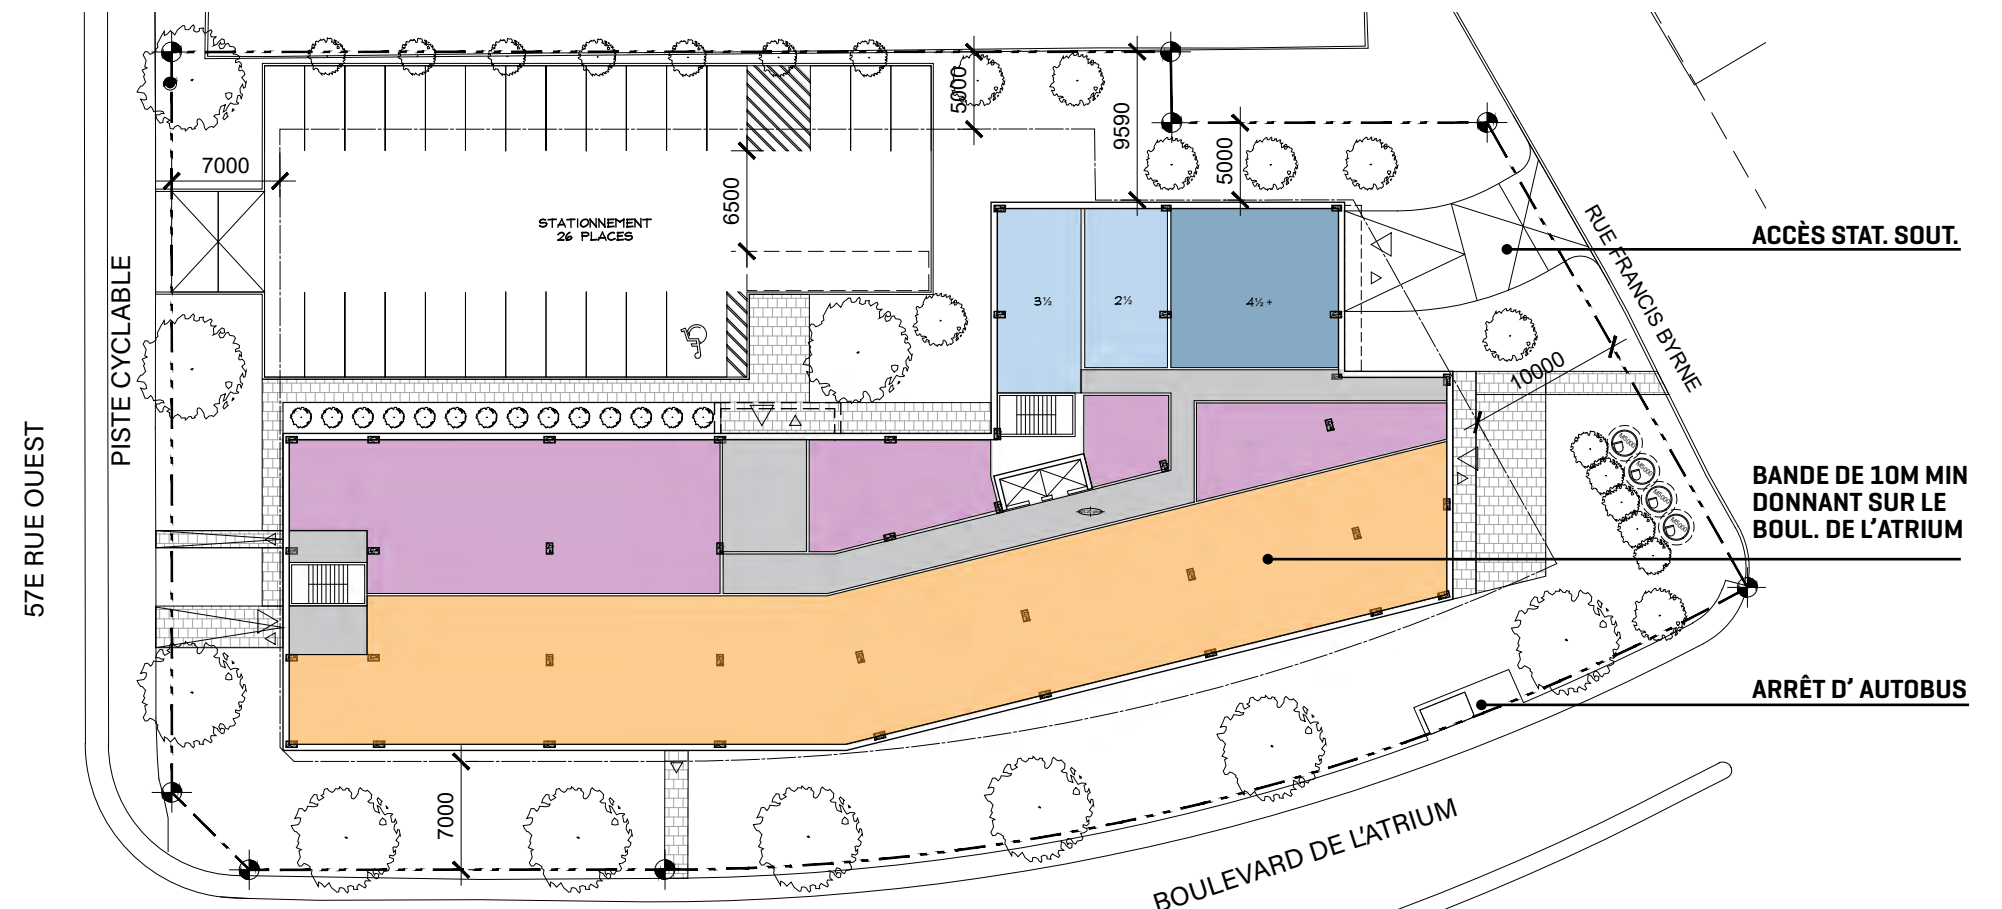 5000
9590
5000
7000
6500
STATIONNEMENT
26 PLACES
RUE FRANCIS BYRNE
ACCÈS STAT. SOUT.
PISTE CYCLABLE
57E RUE OUEST
3½
2½
4½ +
10000
BANDE DE 10M MIN
DONNANT SUR LE
BOUL. DE L'ATRIUM
ARRÊT D' AUTOBUS
7000
BOULEVARD DE L'ATRIUM